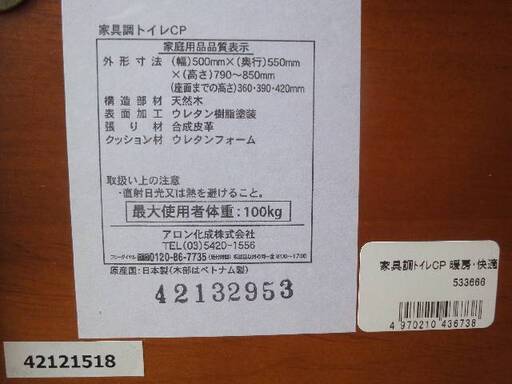 家具調トイレCP
家庭用品品質表示
外形寸法 (幅)500mm×(奥行)550mm
×(高さ)790〜850mm
(座面までの高さ)360・390・420mm
構造部材 天然木
表面加工 ウレタン樹脂塗装
張り材 合成皮革
クッション材 ウレタンフォーム
取扱い上の注意
・直射日光又は熱を避けること。
最大使用者体重:100kg
アロン化成株式会社
TEL(03)5420-1556
フリーダイヤル 0120-86-7735
原産国:日本製(木部はベトナム製)
42132953
家具調トイレCP 暖房・快適
533666
4 970210 436738
42121518